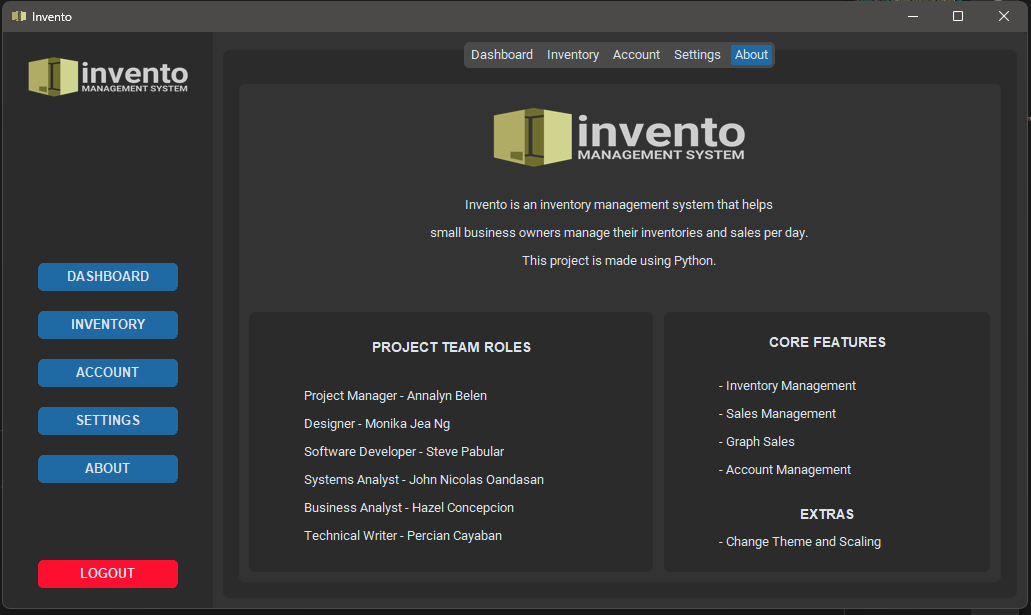 Invento
invento
MANAGEMENT SYSTEM
DASHBOARD
INVENTORY
ACCOUNT
SETTINGS
ABOUT
LOGOUT
Dashboard Inventory Account Settings About
invento
MANAGEMENT SYSTEM
Invento is an inventory management system that helps
small business owners manage their inventories and sales per day.
This project is made using Python.
PROJECT TEAM ROLES
Project Manager - Annalyn Belen
Designer - Monika Jea Ng
Software Developer - Steve Pabular
Systems Analyst - John Nicolas Oandasan
Business Analyst - Hazel Concepcion
Technical Writer - Percian Cayaban
CORE FEATURES
- Inventory Management
- Sales Management
- Graph Sales
- Account Management
EXTRAS
- Change Theme and Scaling